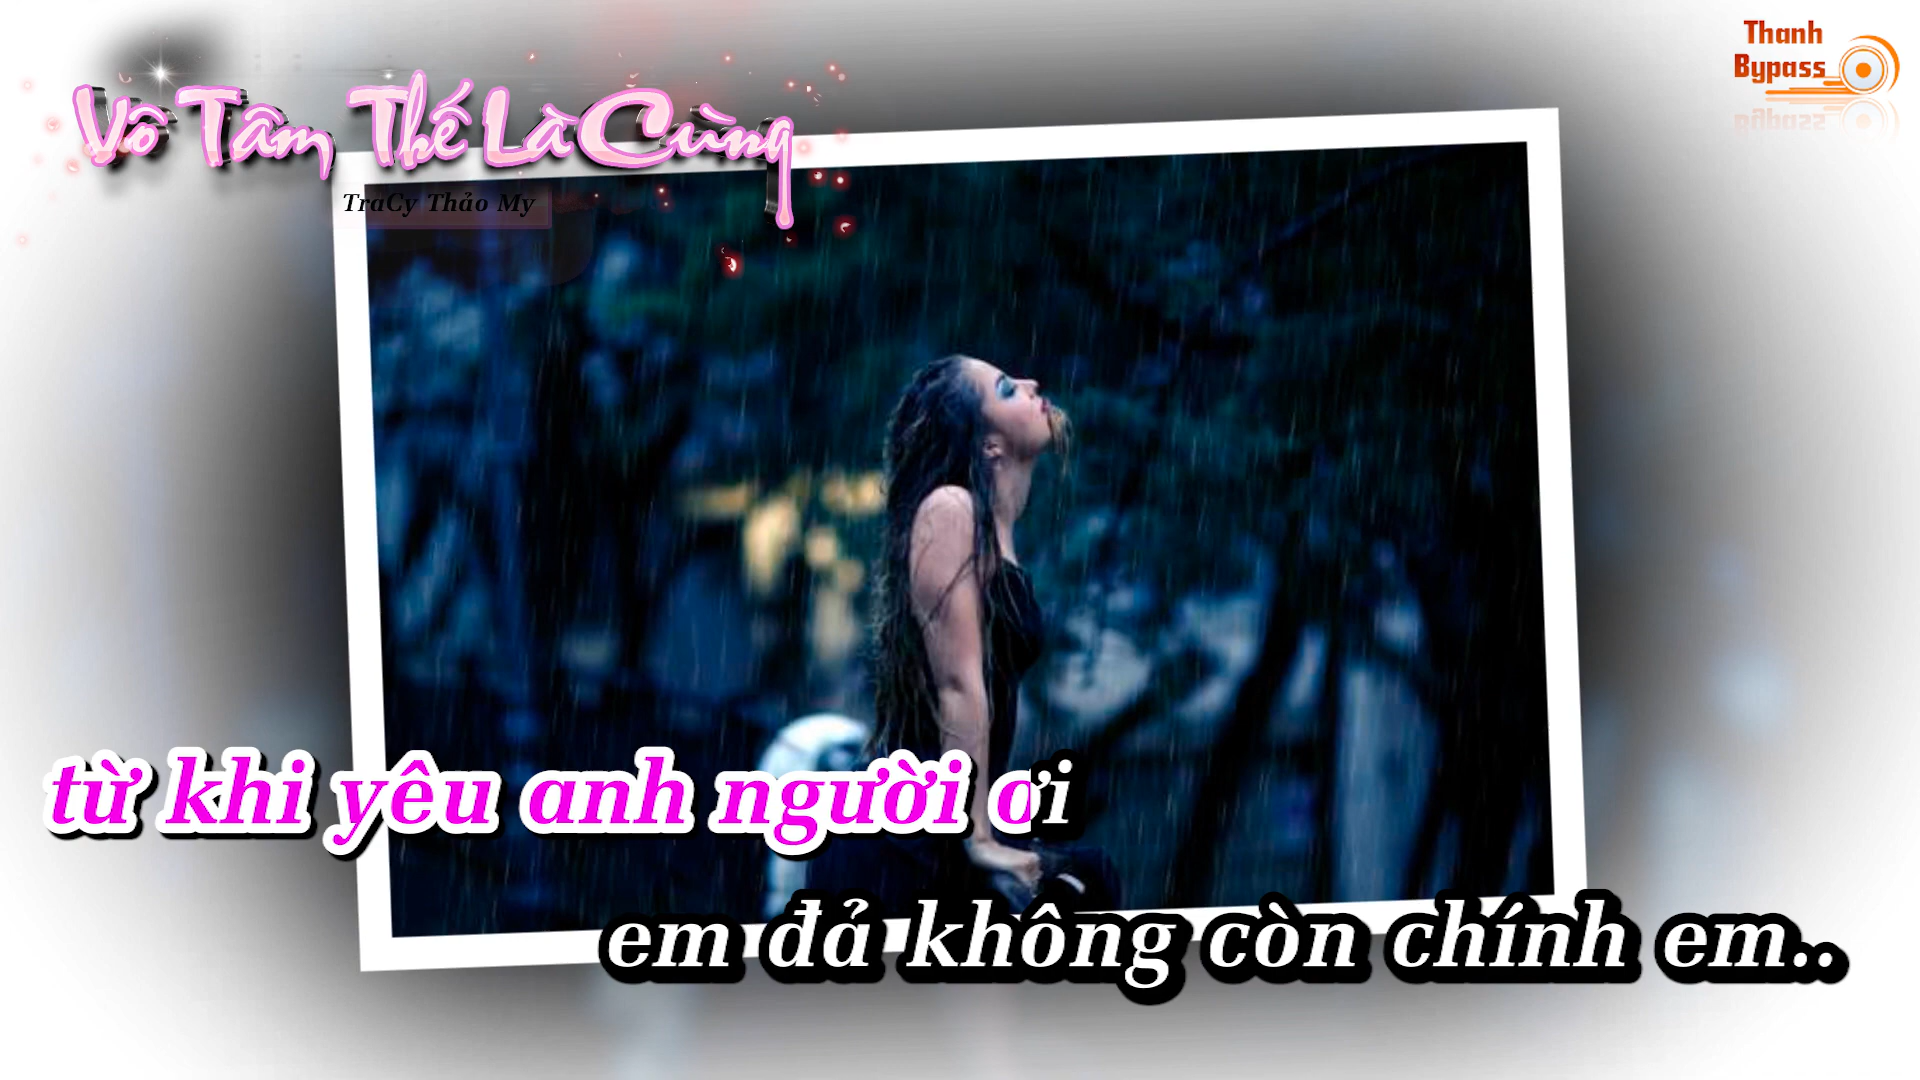 Thanh
Bypass
Vô Tâm Thế Là Cùng
TraCy Thảo My
từ khi yêu anh người ơi
em đả không còn chính em..